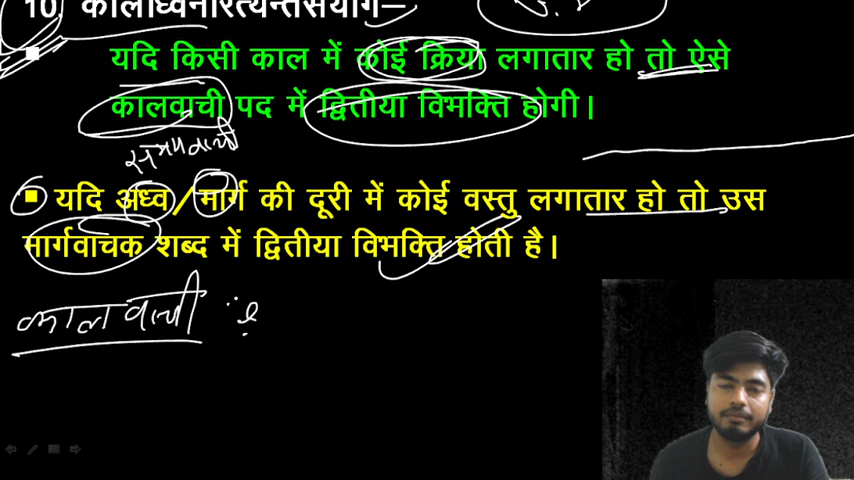 10. कालाध्वनोरत्यन्तसंयोगे–
यदि किसी काल में कोई क्रिया लगातार हो तो ऐसे
कालवाची पद में द्वितीया विभक्ति होगी।
समयवाची
यदि अध्व/मार्ग की दूरी में कोई वस्तु लगातार हो तो उस
मार्गवाचक शब्द में द्वितीया विभक्ति होती है।
कालवाची